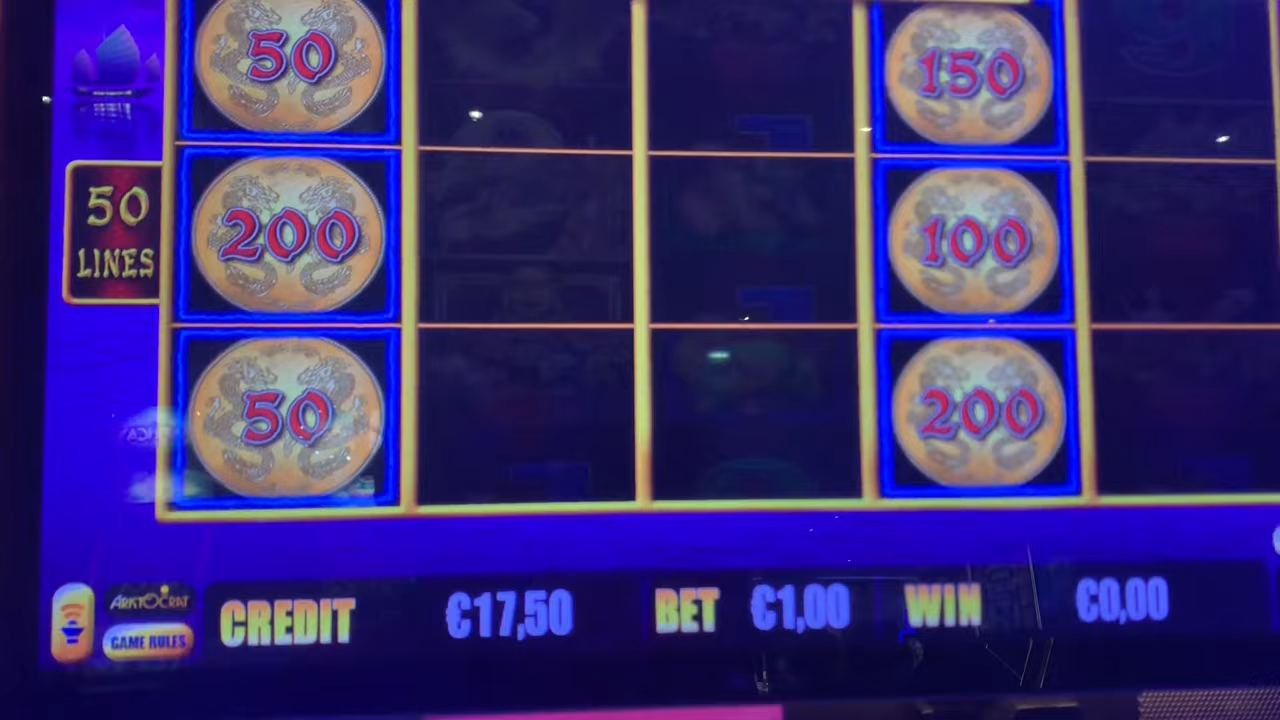 50
150
200
100
50
LINES
50
200
ARISTOCRAT
GAME RULES
CREDIT €17,50 BET €1,00 WIN €0,00